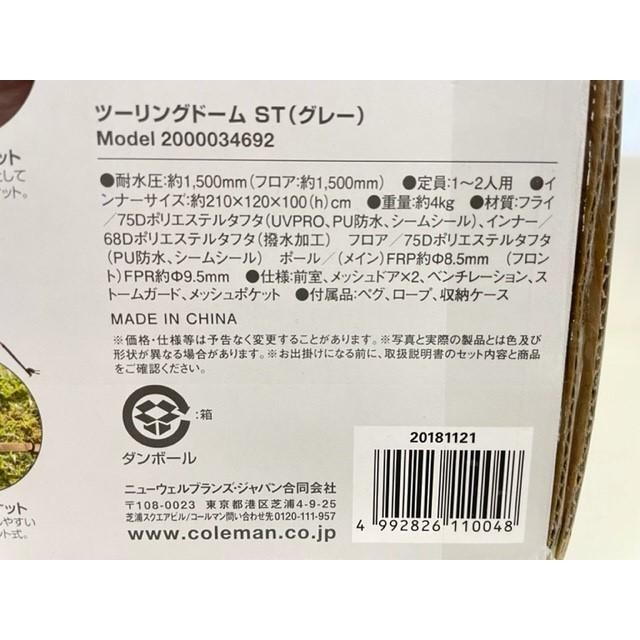 ツーリングドーム ST(グレー)
Model 2000034692
●耐水圧:約1,500mm(フロア:約1,500mm) ●定員:1〜2人用 ●イ
ンナーサイズ:約210×120×100(h)cm ●重量:約4kg ●材質:フライ
/75Dポリエステルタフタ(UVPRO、PU防水、シームシール)、インナー/
68Dポリエステルタフタ(撥水加工) フロア/75Dポリエステルタフタ
(PU防水、シームシール) ポール/(メイン)FRP約Φ8.5mm (フロン
ト)FPR約Φ9.5mm ●仕様:前室、メッシュドア×2、ベンチレーション、ス
トームガード、メッシュポケット ●付属品:ペグ、ロープ、収納ケース
MADE IN CHINA
※価格・仕様等は予告なく変更することがあります。※写真と実際の製品とは色及び
形状が異なる場合があります。※お出掛けになる前に、取扱説明書のセット内容と商品
をご確認ください。
:箱
ダンボール
ニューウェルブランズ・ジャパン合同会社
〒108-0023 東京都港区芝浦4-9-25
芝浦スクエアビル/コールマン問い合わせ先0120-111-957
www.coleman.co.jp
20181121
4 992826 110048
ット
として
ケット。
ケット
しやすい
ット式。